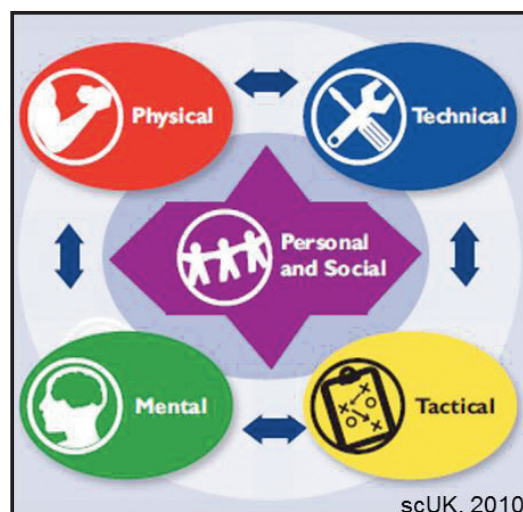 Physical
Technical
Personal
and Social
Mental
Tactical
scUK, 2010